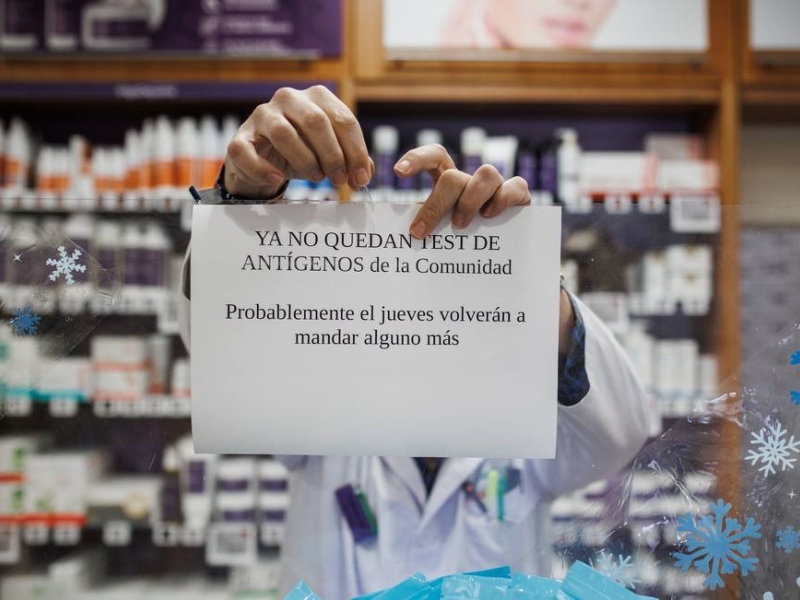 YA NO QUEDAN TEST DE
ANTÍGENOS de la Comunidad
Probablemente el jueves volverán a
mandar alguno más